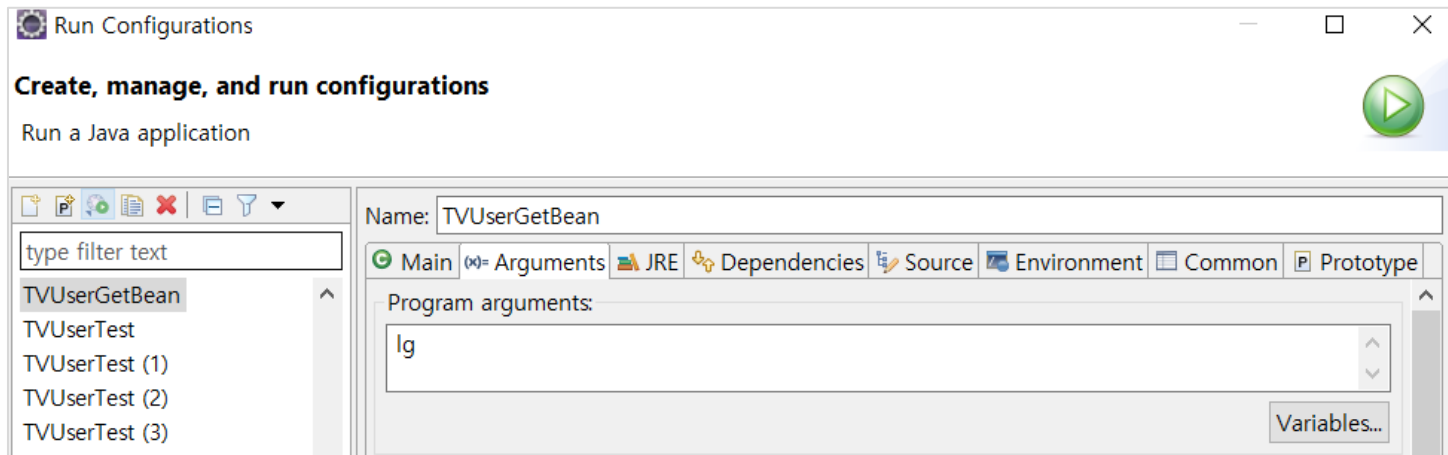 Run Configurations
Create, manage, and run configurations
Run a Java application
type filter text
TVUserGetBean
TVUserTest
TVUserTest (1)
TVUserTest (2)
TVUserTest (3)
Name: TVUserGetBean
Main (x)= Arguments JRE Dependencies Source Environment Common P Prototype
Program arguments:
lg
Variables...